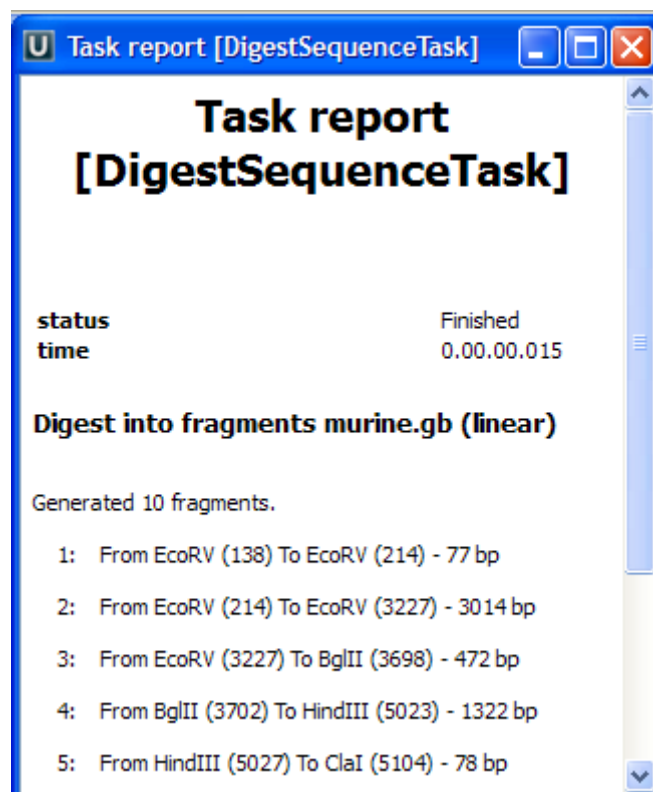 U Task report [DigestSequenceTask]
Task report
[DigestSequenceTask]
status Finished
time 0.00.00.015
Digest into fragments murine.gb (linear)
Generated 10 fragments.
1: From EcoRV (138) To EcoRV (214) - 77 bp
2: From EcoRV (214) To EcoRV (3227) - 3014 bp
3: From EcoRV (3227) To BglII (3698) - 472 bp
4: From BglII (3702) To HindIII (5023) - 1322 bp
5: From HindIII (5027) To ClaI (5104) - 78 bp